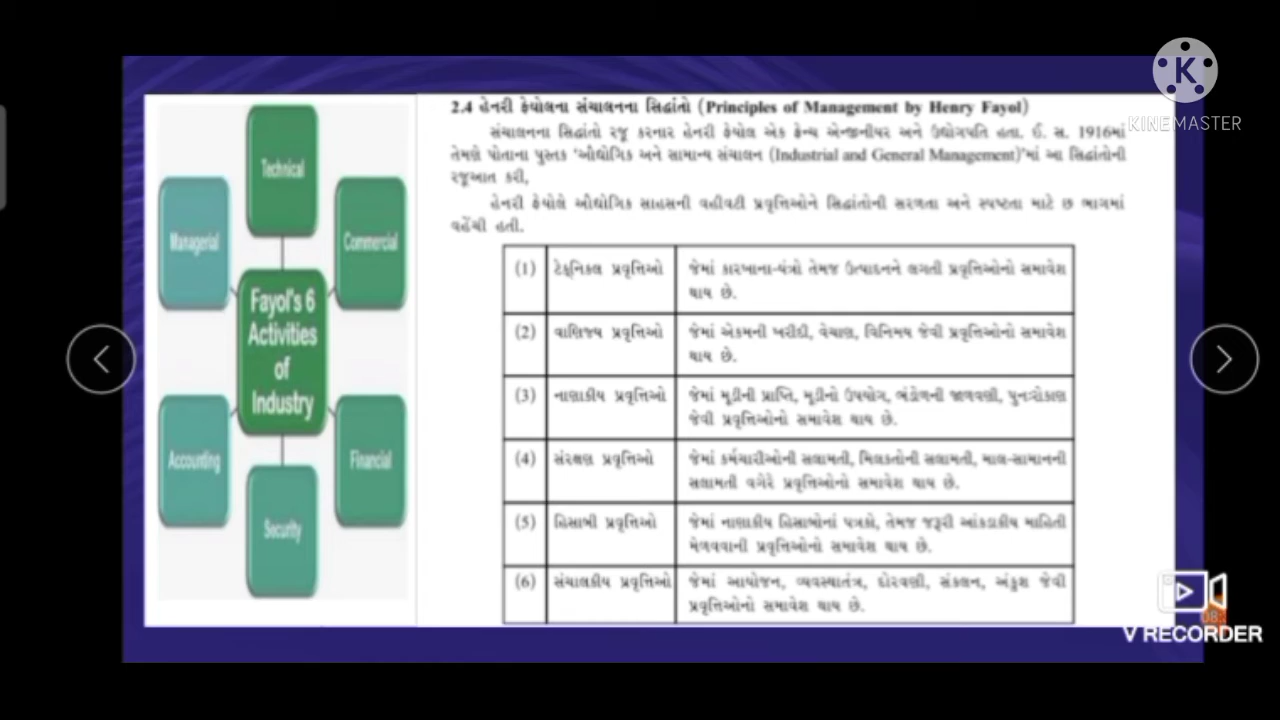 Technical
Managerial
Commercial
Fayol's 6
Activities
of
Industry
Accounting
Financial
Security
2.4 હેનરી ફેયોલના સંચાલનના સિદ્ધાંતો (Principles of Management by Henry Fayol)
સંચાલનના સિદ્ધાંતો રજૂ કરનાર હેનરી ફેયોલ એક ફ્રેન્ચ એન્જીનીયર અને ઉદ્યોગપતિ હતા. ઈ. સ. 1916માં
તેમણે પોતાના પુસ્તક 'ઔદ્યોગિક અને સામાન્ય સંચાલન (Industrial and General Management)'માં આ સિદ્ધાંતોની
રજૂઆત કરી,
હેનરી ફેયોલે ઔદ્યોગિક સાહસની વહીવટી પ્રવૃત્તિઓને સિદ્ધાંતોની સરળતા અને સ્પષ્ટતા માટે છ ભાગમાં
વહેંચી હતી.
(1) ટેક્નિકલ પ્રવૃત્તિઓ જેમાં કારખાના-યંત્રો તેમજ ઉત્પાદનને લગતી પ્રવૃત્તિઓનો સમાવેશ
થાય છે.
(2) વાણિજ્ય પ્રવૃત્તિઓ જેમાં એકમની ખરીદી, વેચાણ, વિનિમય જેવી પ્રવૃત્તિઓનો સમાવેશ
થાય છે.
(3) નાણાકીય પ્રવૃત્તિઓ જેમાં મૂડીની પ્રાપ્તિ, મૂડીનો ઉપયોગ, ભંડોળની જાળવણી, પુનઃરોકાણ
જેવી પ્રવૃત્તિઓનો સમાવેશ થાય છે.
(4) સંરક્ષણ પ્રવૃત્તિઓ જેમાં કર્મચારીઓની સલામતી, મિલકતોની સલામતી, માલ-સામાનની
સલામતી વગેરે પ્રવૃત્તિઓનો સમાવેશ થાય છે.
(5) હિસાબી પ્રવૃત્તિઓ જેમાં નાણાકીય હિસાબોનાં પત્રકો, તેમજ જરૂરી આંકડાકીય માહિતી
મેળવવાની પ્રવૃત્તિઓનો સમાવેશ થાય છે.
(6) સંચાલકીય પ્રવૃત્તિઓ જેમાં આયોજન, વ્યવસ્થાતંત્ર, દોરવણી, સંકલન, અંકુશ જેવી
પ્રવૃત્તિઓનો સમાવેશ થાય છે.
K
KINEMASTER
V RECORDER